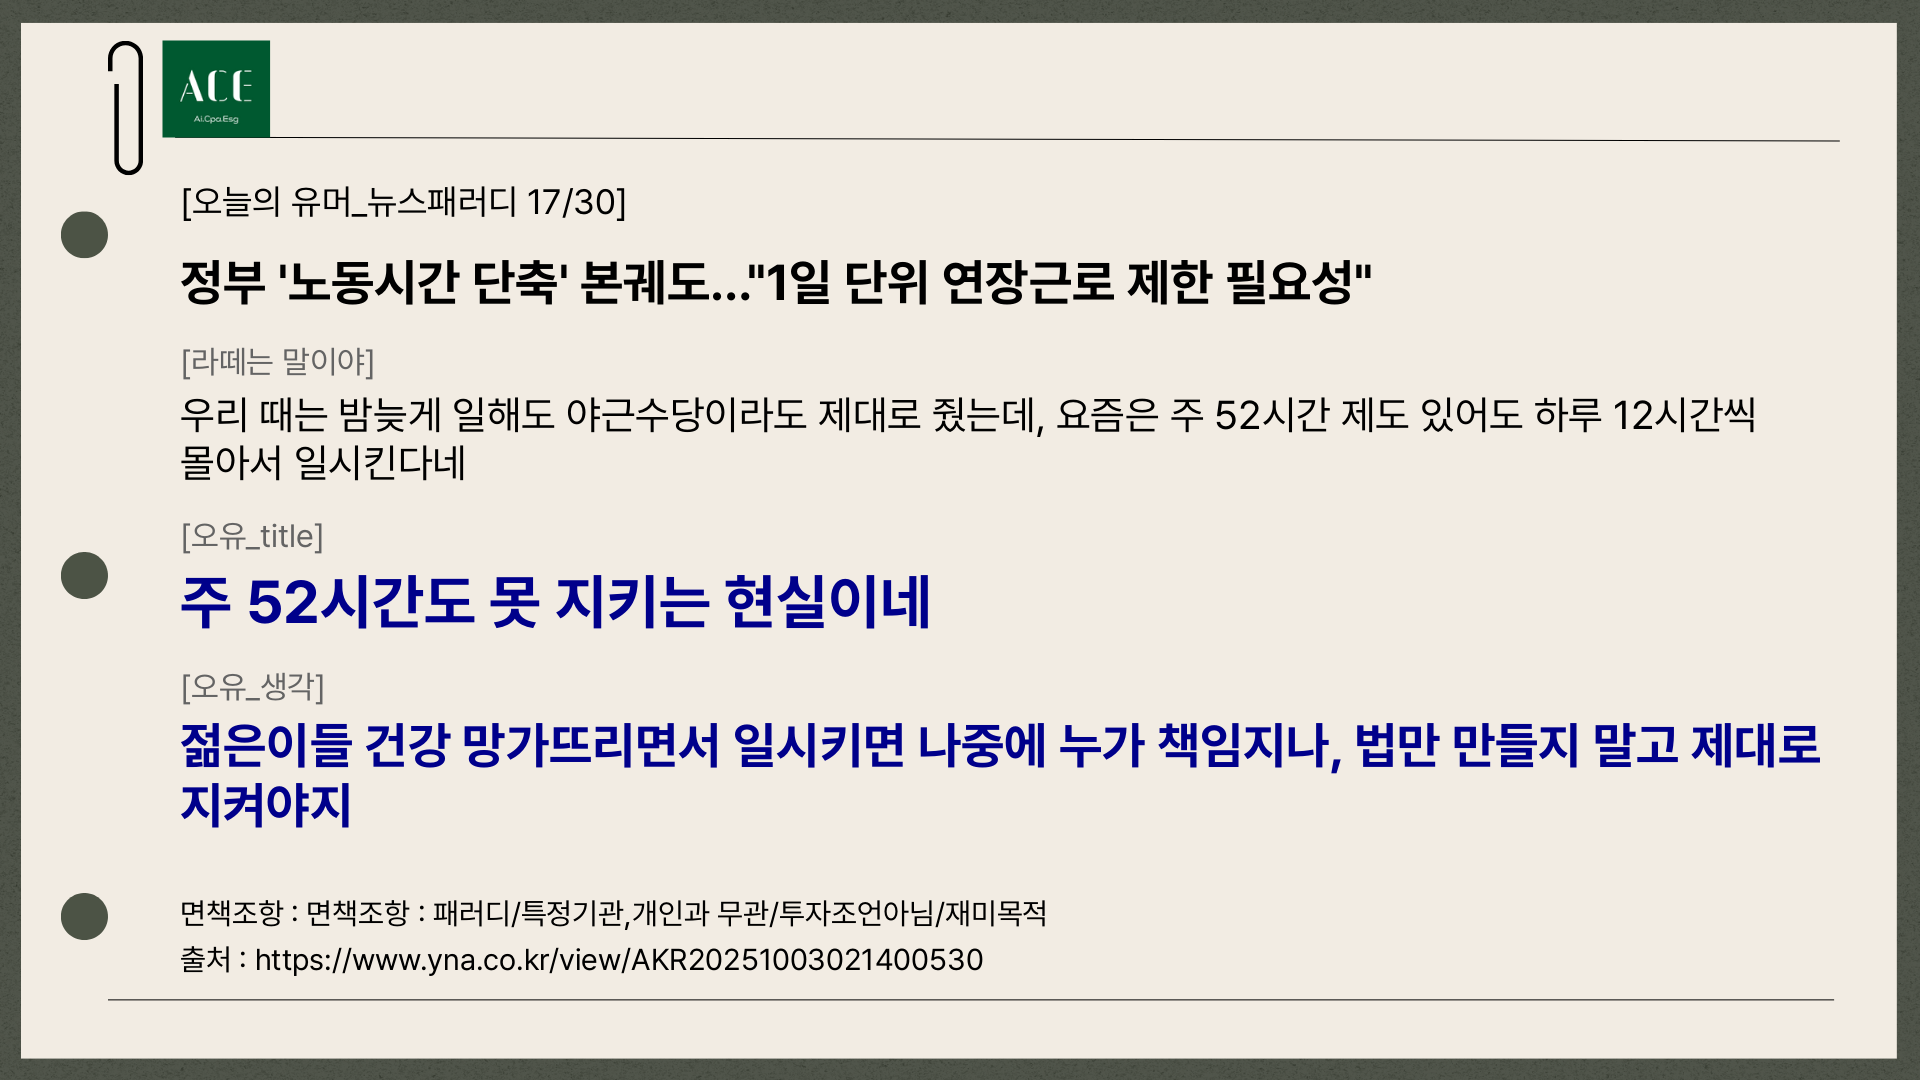 ACE
Ai.Cpa.Esg
[오늘의 유머_뉴스패러디 17/30]
정부 '노동시간 단축' 본궤도..."1일 단위 연장근로 제한 필요성"
[라떼는 말이야]
우리 때는 밤늦게 일해도 야근수당이라도 제대로 줬는데, 요즘은 주 52시간 제도 있어도 하루 12시간씩
몰아서 일시킨다네
[오유_title]
주 52시간도 못 지키는 현실이네
[오유_생각]
젊은이들 건강 망가뜨리면서 일시키면 나중에 누가 책임지나, 법만 만들지 말고 제대로
지켜야지
면책조항 : 면책조항 : 패러디/특정기관,개인과 무관/투자조언아님/재미목적
출처 : https://www.yna.co.kr/view/AKR20251003021400530